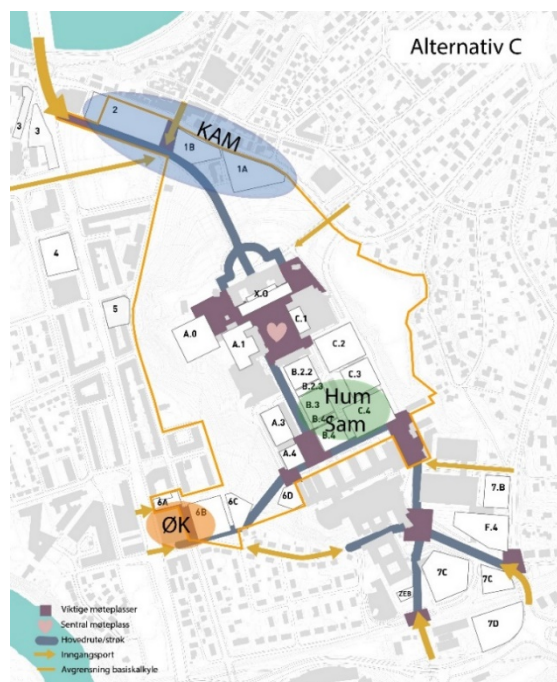 Alternativ C
2
KAM
3
3
1B
1A
4
X.0
5
A.0
C.1
A.1
C.2
B.2.2
C.3
B.2.3
Hum
B.3
C.4
Sam
A.3
B.4
A.4
6A
6B
6C
6D
ØK
7.B
F.4
7C
7C
ZEB
7D
Viktige møteplasser
Sentral møteplass
Hovedrute/strøk
Inngangsport
Avgrensning basiskalkyle